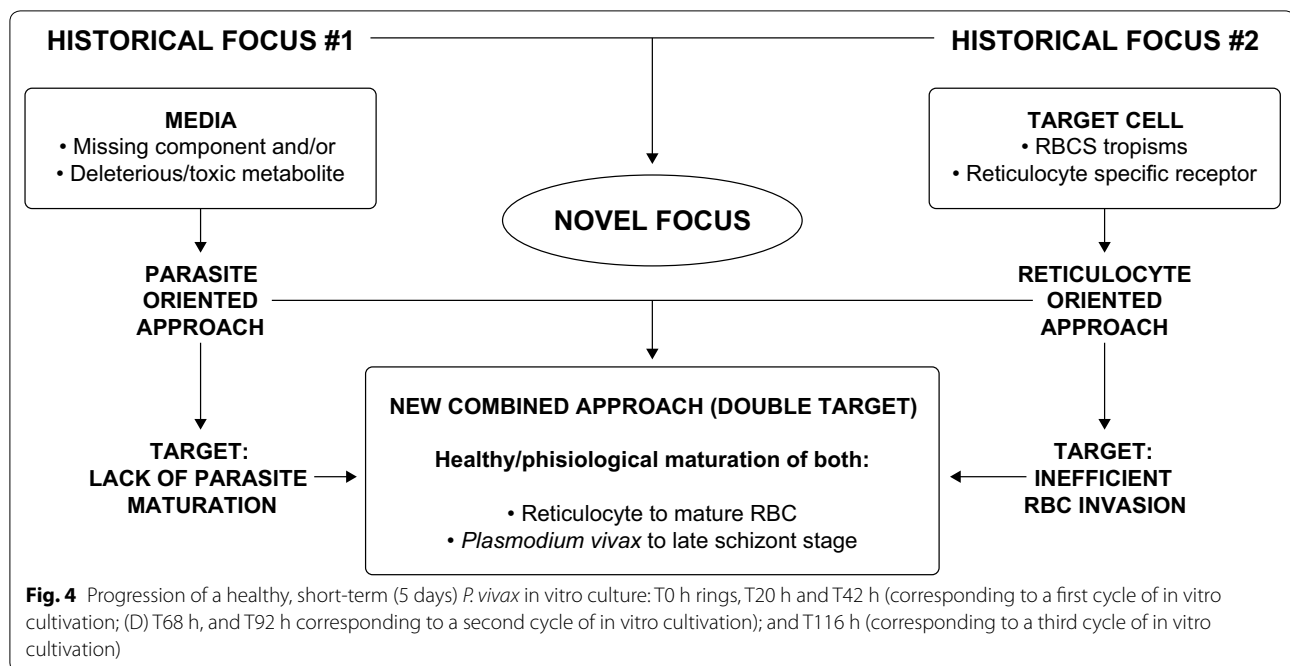 HISTORICAL FOCUS #1
HISTORICAL FOCUS #2
MEDIA
• Missing component and/or
• Deleterious/toxic metabolite
TARGET CELL
• RBCS tropisms
• Reticulocyte specific receptor
NOVEL FOCUS
PARASITE
ORIENTED
APPROACH
RETICULOCYTE
ORIENTED
APPROACH
TARGET:
LACK OF PARASITE
MATURATION
NEW COMBINED APPROACH (DOUBLE TARGET)
Healthy/phisiological maturation of both:
• Reticulocyte to mature RBC
• Plasmodium vivax to late schizont stage
TARGET:
INEFFICIENT
RBC INVASION
Fig. 4 Progression of a healthy, short-term (5 days) P. vivax in vitro culture: T0 h rings, T20 h and T42 h (corresponding to a first cycle of in vitro
cultivation; (D) T68 h, and T92 h corresponding to a second cycle of in vitro cultivation); and T116 h (corresponding to a third cycle of in vitro
cultivation)